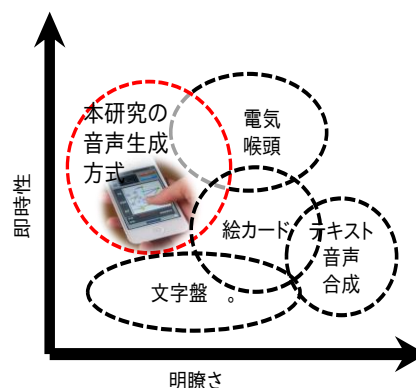 本研究の
音声生成
方式
電気
喉頭
絵カード
テキスト
音声
合成
文字盤 。
即時性
明瞭さ